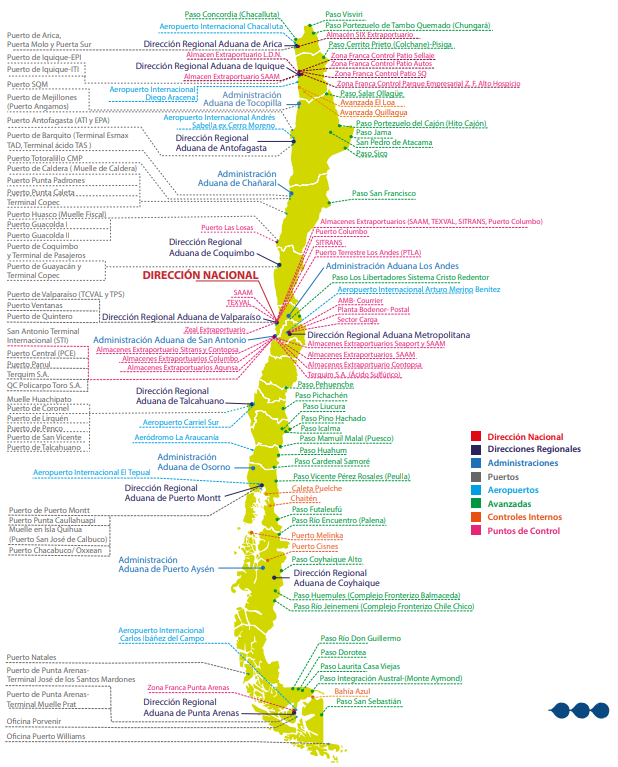 Paso Concordia (Chacalluta)
Paso Visviri
Aeropuerto Internacional Chacalluta
Paso Portezuelo de Tambo Quemado (Chungará)
Puerto de Arica,
Puerta Molo y Puerta Sur
Almacén SIX Extraportuario
Dirección Regional Aduana de Arica
Paso Cerrito Prieto (Colchane)-Pisiga
Puerto de Iquique-EPI
Almacen Extraportuario L.D.N.
Zona Franca Control Patio Sellaje
Puerto de Iquique-ITI
Dirección Regional Aduana de Iquique
Zona Franca Control Patio Autos
Almacen Extraportuario SAAM
Zona Franca Control Patio SQ
Puerto SQM
Zona Franca Control Parque Empresarial Z. F. Alto Hospicio
Aeropuerto Internacional
Diego Aracena
Paso Salar Ollagüe
Puerto de Mejillones
(Puerto Angamos)
Administración
Aduana de Tocopilla
Avanzada El Loa
Avanzada Quillagua
Puerto Antofagasta (ATI y EPA)
Aeropuerto Internacional Andrés
Sabella ex Cerro Moreno
Paso Portezuelo del Cajón (Hito Cajón)
Puerto de Barquito (Terminal Esmax
TAD, Terminal ácido TAS )
Dirección Regional
Aduana de Antofagasta
Paso Jama
San Pedro de Atacama
Paso Sico
Puerto Totoralillo CMP
Puerto de Caldera ( Muelle de Caldera)
Puerto Punta Padrones
Puerto Punta Caleta
Terminal Copec
Administración
Aduana de Chañaral
Paso San Francisco
Puerto Huasco (Muelle Fiscal)
Puerto Guacolda I
Puerto Guacolda II
Puerto Las Losas
Almacenes Extraportuarios (SAAM, TEXVAL, SITRANS, Puerto Columbo)
Puerto Columbo
SITRANS
Puerto Terrestre Los Andes (PTLA)
Puerto de Coquimbo
y Terminal de Pasajeros
Dirección Regional
Aduana de Coquimbo
Puerto de Guayacán y
Terminal Copec
DIRECCIÓN NACIONAL
Administración Aduana Los Andes
Paso Los Libertadores Sistema Cristo Redentor
Aeropuerto Internacional Arturo Merino Benítez
Puerto de Valparaíso (TCVAL y TPS)
SAAM
TEXVAL
AMB- Courier
Puerto Ventanas
Planta Bodenor- Postal
Puerto de Quintero
Dirección Regional Aduana de Valparaíso
Sector Carga
Zeal Extraportuario
San Antonio Terminal
Internacional (STI)
Administración Aduana de San Antonio
Dirección Regional Aduana Metropolitana
Almacenes Extraportuarios Seaport y SAAM
Puerto Central (PCE)
Almacenes Extraportuario Sitrans y Contopsa
Almacenes Extraportuarios SAAM
Puerto Panul
Almacenes Extraportuarios Columbo
Almacenes Extraportuario Contopsa
Terquim S.A.
Almacenes Extraportuarios Agunsa
Terquim S.A. (Ácido Sulfúrico)
QC Policarpo Toro S.A.
Paso Pehuenche
Muelle Huachipato
Puerto de Coronel
Puerto de Lirquén
Puerto de Penco
Puerto de San Vicente
Puerto de Talcahuano
Dirección Regional
Aduana de Talcahuano
Paso Pichachén
Paso Liucura
Aeropuerto Carriel Sur
Paso Pino Hachado
Paso Icalma
Aeródromo La Araucanía
Paso Mamuil Malal (Puesco)
Paso Huahum
Administración
Aduana de Osorno
Paso Cardenal Samoré
Aeropuerto Internacional El Tepual
Paso Vicente Pérez Rosales (Peulla)
Dirección Regional
Aduana de Puerto Montt
Caleta Puelche
Chaitén
Puerto de Puerto Montt
Puerto Punta Caullahuapi
Muelle en Isla Quihua
(Puerto San José de Calbuco)
Puerto Chacabuco/ Oxxean
Paso Futaleufú
Paso Río Encuentro (Palena)
Puerto Melinka
Puerto Cisnes
Administración
Aduana de Puerto Aysén
Paso Coyhaique Alto
Dirección Regional
Aduana de Coyhaique
Paso Huemules (Complejo Fronterizo Balmaceda)
Paso Río Jeinemeni (Complejo Fronterizo Chile Chico)
Dirección Nacional
Direcciones Regionales
Administraciones
Puertos
Aeropuertos
Avanzadas
Controles Internos
Puntos de Control
Aeropuerto Internacional
Carlos Ibáñez del Campo
Paso Río Don Guillermo
Paso Dorotea
Puerto Natales
Paso Laurita Casa Viejas
Puerto de Punta Arenas-
Terminal José de los Santos Mardones
Paso Integración Austral-(Monte Aymond)
Zona Franca Punta Arenas
Bahía Azul
Puerto de Punta Arenas-
Terminal Muelle Prat
Dirección Regional
Aduana de Punta Arenas
Paso San Sebastián
Oficina Porvenir
Oficina Puerto Williams